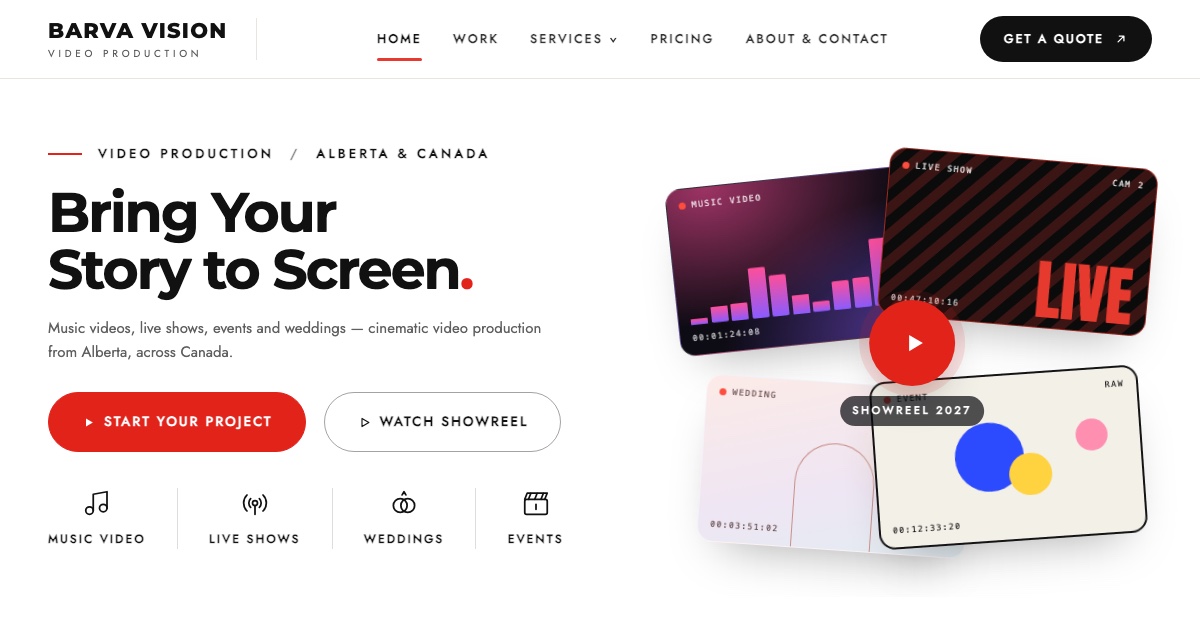 BARVA VISION
VIDEO PRODUCTION
HOME
WORK
SERVICES
PRICING
ABOUT & CONTACT
GET A QUOTE
VIDEO PRODUCTION / ALBERTA & CANADA
Bring Your
Story to Screen.
Music videos, live shows, events and weddings — cinematic video production
from Alberta, across Canada.
START YOUR PROJECT
WATCH SHOWREEL
MUSIC VIDEO
LIVE SHOWS
WEDDINGS
EVENTS
MUSIC VIDEO
00:01:24:08
LIVE SHOW
CAM 2
LIVE
00:47:10:16
SHOWREEL 2027
WEDDING
00:03:51:02
EVENT
RAW
00:12:33:20